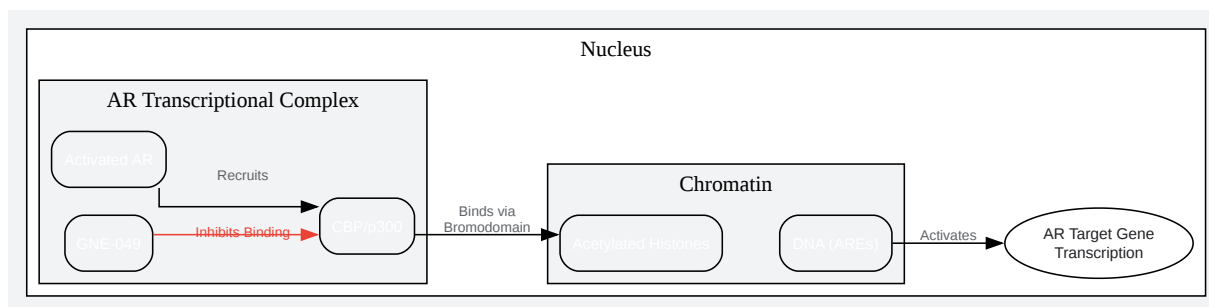 Nucleus
AR Transcriptional Complex
Activated AR
Recruits
GNE-049
Inhibits Binding
CBP/p300
Binds via
Bromodomain
Chromatin
Acetylated Histones
DNA (AREs)
Activates
AR Target Gene
Transcription